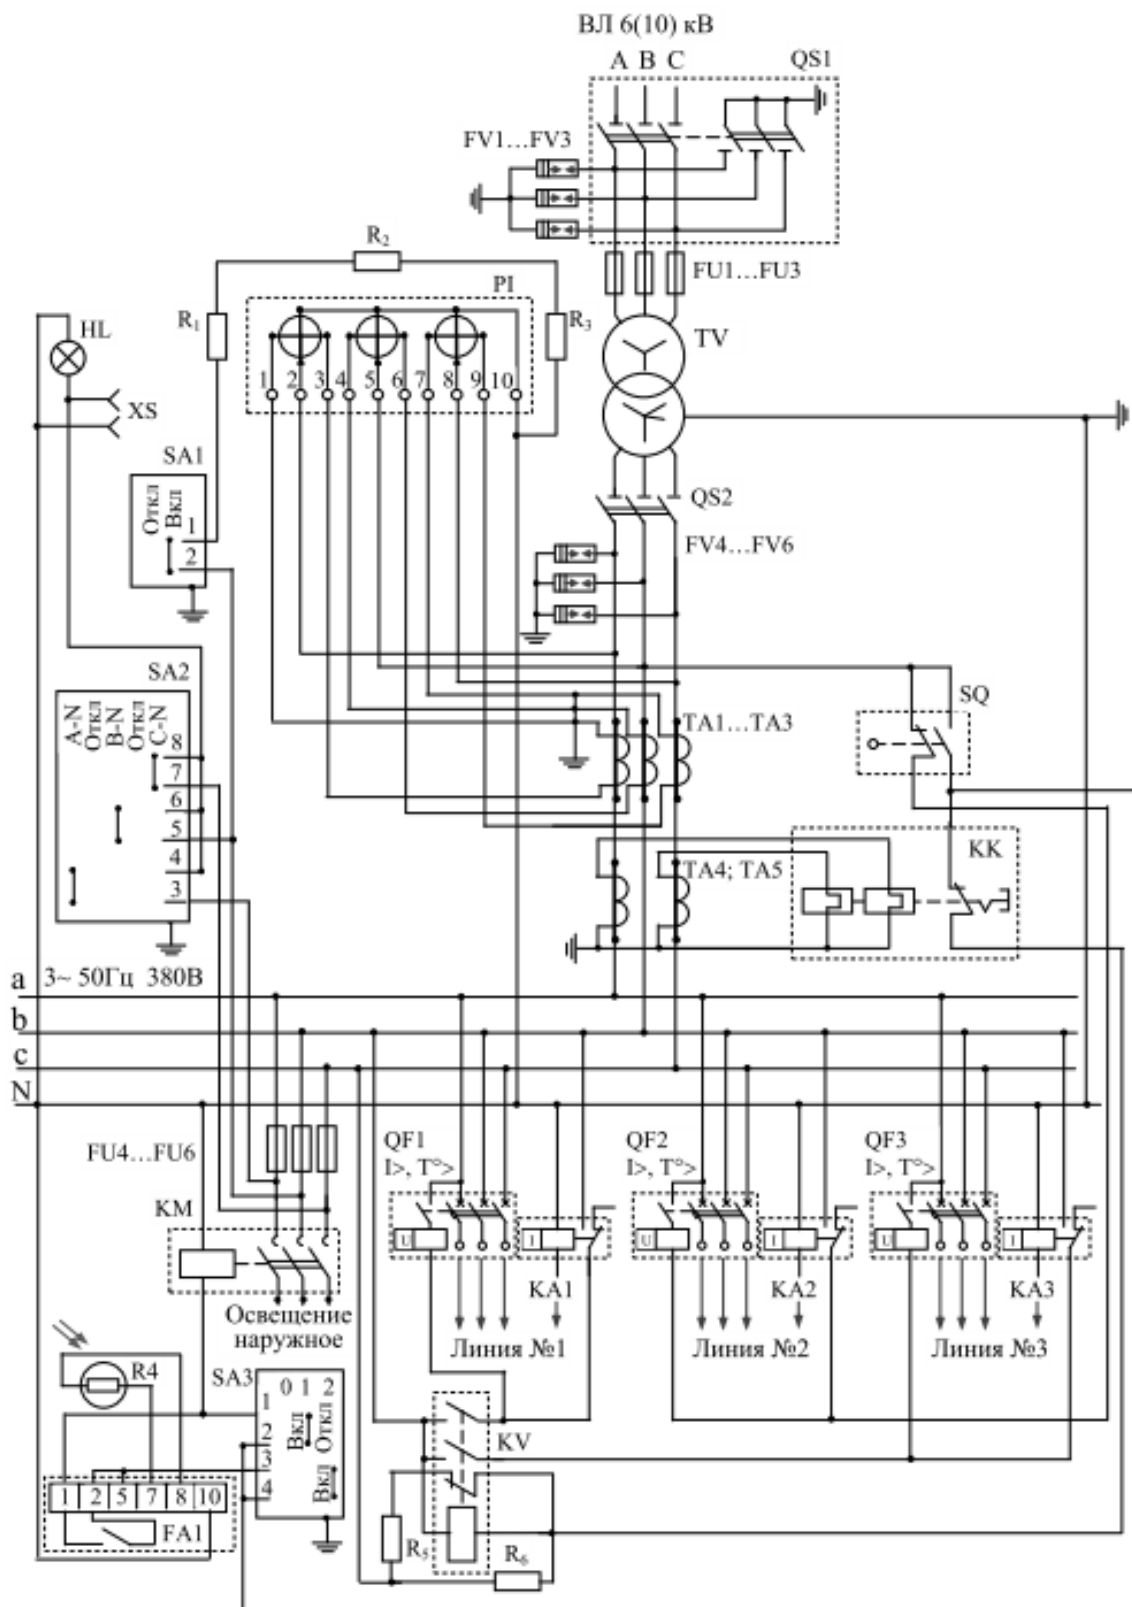 ВЛ 6(10) кВ
A B C
QS1
FV1...FV3
R₂
FU1...FU3
PI
R₁
R₃
HL
TV
1 2 3 4 5 6 7 8 9 10
XS
SA1
QS2
Откл
Вкл
1
2
FV4...FV6
SA2
SQ
A-N
Откл
B-N
Откл
C-N
8
7
6
5
4
3
TA1...TA3
KK
TA4; TA5
a 3~ 50Гц 380В
b
c
N
FU4...FU6
QF1
I>, T°>
QF2
I>, T°>
QF3
I>, T°>
KM
U
I
U
I
U
I
KA1
KA2
KA3
Освещение
наружное
Линия №1
Линия №2
Линия №3
R4
SA3
0 1 2
1
2
3
4
Вкл
Откл
Вкл
KV
1 2 5 7 8 10
FA1
R₅
R₆